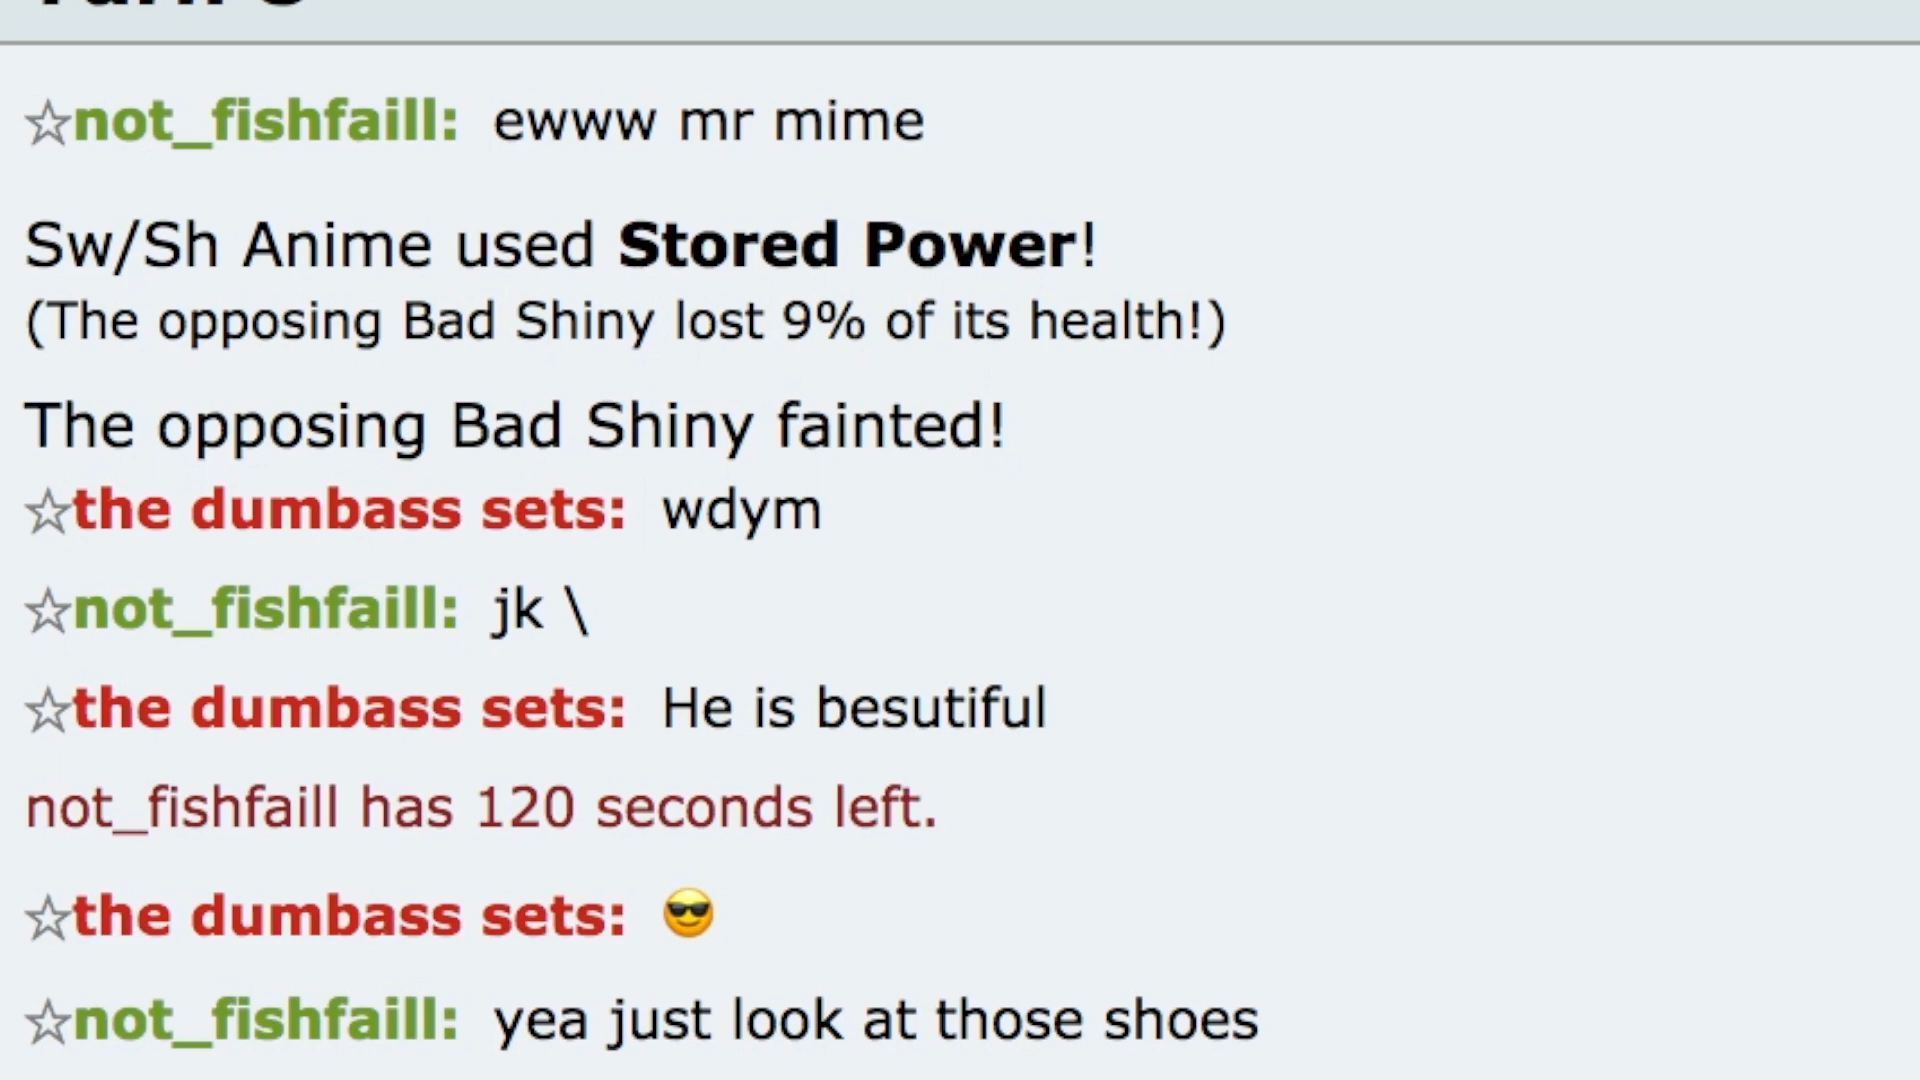 ☆not_fishfaill: ewww mr mime
Sw/Sh Anime used Stored Power!
(The opposing Bad Shiny lost 9% of its health!)
The opposing Bad Shiny fainted!
☆the dumbass sets: wdym
☆not_fishfaill: jk \
☆the dumbass sets: He is besutiful
not_fishfaill has 120 seconds left.
☆the dumbass sets: 😎
☆not_fishfaill: yea just look at those shoes